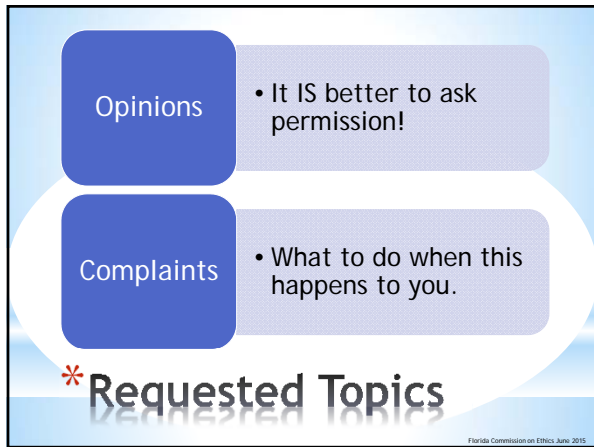 Opinions
• It IS better to ask
permission!
Complaints
• What to do when this
happens to you.
*Requested Topics
Florida Commission on Ethics June 2015